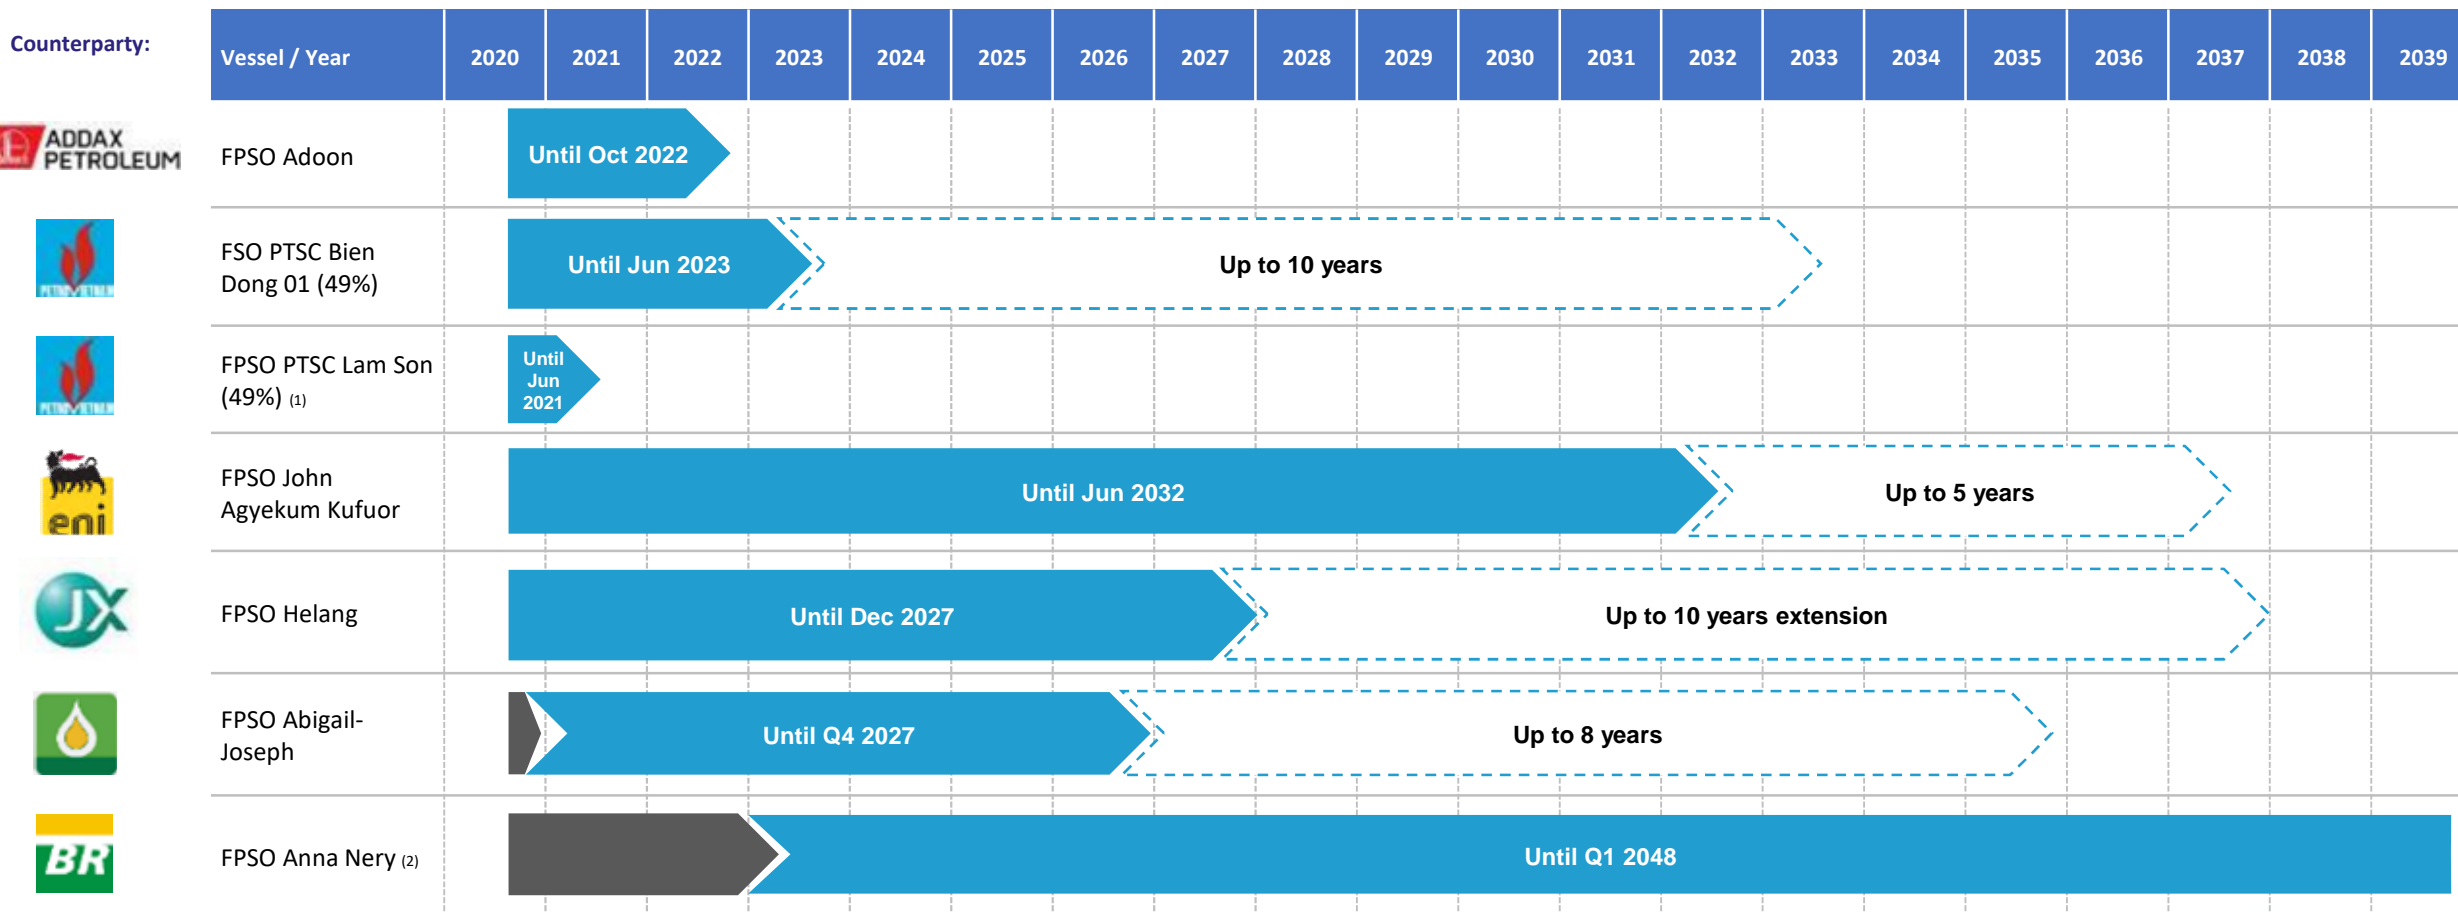 Counterparty:
Vessel / Year 2020 2021 2022 2023 2024 2025 2026 2027 2028 2029 2030 2031 2032 2033 2034 2035 2036 2037 2038 2039
ADDAX
PETROLEUM
FPSO Adoon
Until Oct 2022
PETROVIETNAM
FSO PTSC Bien
Dong 01 (49%)
Until Jun 2023
Up to 10 years
PETROVIETNAM
FPSO PTSC Lam Son
(49%) (1)
Until
Jun
2021
eni
FPSO John
Agyekum Kufuor
Until Jun 2032
Up to 5 years
JX
FPSO Helang
Until Dec 2027
Up to 10 years extension
FPSO Abigail-
Joseph
Until Q4 2027
Up to 8 years
BR
FPSO Anna Nery (2)
Until Q1 2048